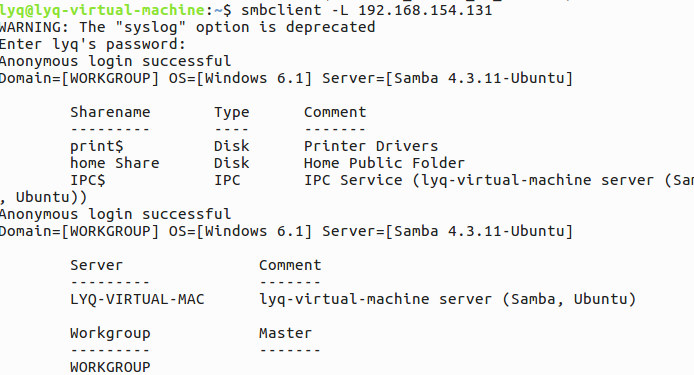 lyq@lyq-virtual-machine:~$ smbclient -L 192.168.154.131
WARNING: The "syslog" option is deprecated
Enter lyq's password:
Anonymous login successful
Domain=[WORKGROUP] OS=[Windows 6.1] Server=[Samba 4.3.11-Ubuntu]
Sharename Type Comment
--------- ---- -------
print$ Disk Printer Drivers
home Share Disk Home Public Folder
IPC$ IPC IPC Service (lyq-virtual-machine server (Sam
, Ubuntu))
Anonymous login successful
Domain=[WORKGROUP] OS=[Windows 6.1] Server=[Samba 4.3.11-Ubuntu]
Server Comment
--------- -------
LYQ-VIRTUAL-MAC lyq-virtual-machine server (Samba, Ubuntu)
Workgroup Master
--------- -------
WORKGROUP